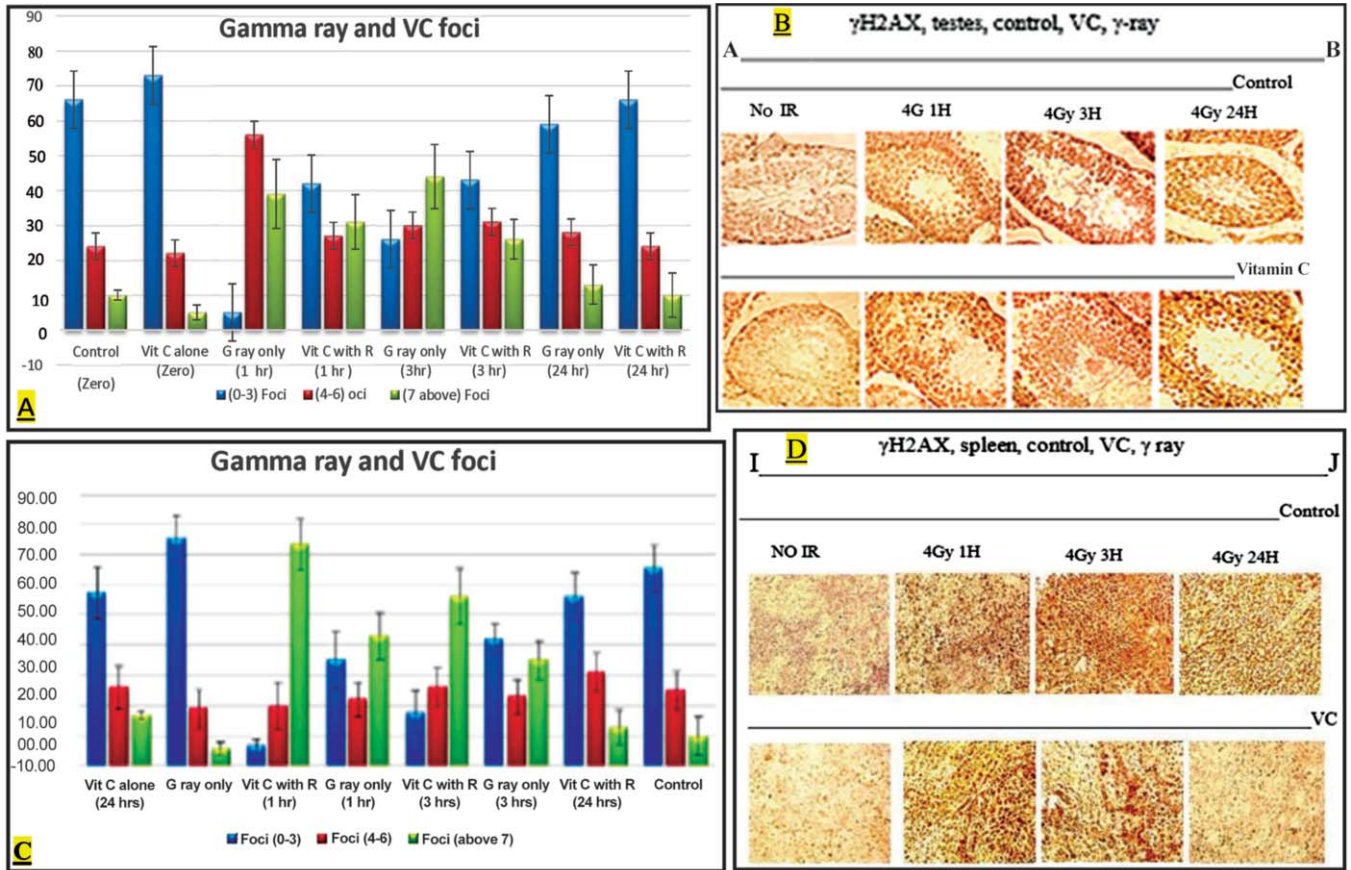 Gamma ray and VC foci
90
80
70
60
50
40
30
20
10
0
-10
Control Vit C alone G ray only Vit C with R G ray only Vit C with R G ray only Vit C with R
(Zero) (Zero) (1 hr) (1 hr) (3hr) (3 hr) (24 hr) (24 hr)
(0-3) Foci (4-6) oci (7 above) Foci
A
B γH2AX, testes, control, VC, γ-ray
A B
Control
No IR 4G 1H 4Gy 3H 4Gy 24H
Vitamin C
Gamma ray and VC foci
90.00
80.00
70.00
60.00
50.00
40.00
30.00
20.00
10.00
00.00
-10.00
Vit C alone G ray only Vit C with R G ray only Vit C with R G ray only Vit C with R Control
(24 hrs) (1 hr) (1 hr) (3 hrs) (3 hrs) (24 hrs)
Foci (0-3) Foci (4-6) Foci (above 7)
C
D γH2AX, spleen, control, VC, γ ray
I J
Control
NO IR 4Gy 1H 4Gy 3H 4Gy 24H
VC